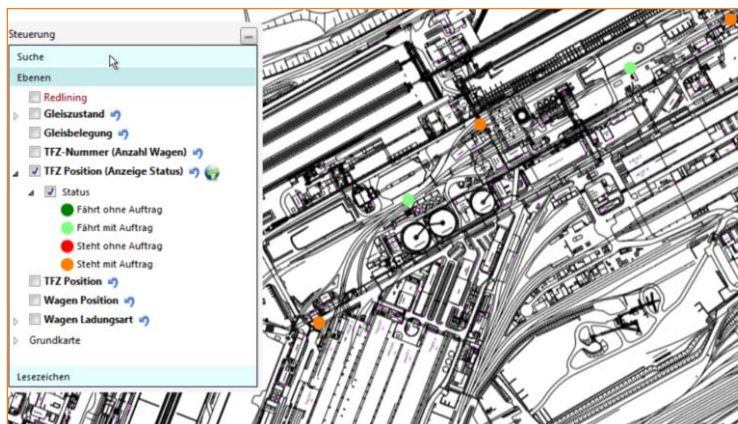 Steuerung
Suche
Ebenen
Redlining
Gleiszustand
Gleisbelegung
TFZ-Nummer (Anzahl Wagen)
TFZ Position (Anzeige Status)
Status
Fährt ohne Auftrag
Fährt mit Auftrag
Steht ohne Auftrag
Steht mit Auftrag
TFZ Position
Wagen Position
Wagen Ladungsart
Grundkarte
Lesezeichen